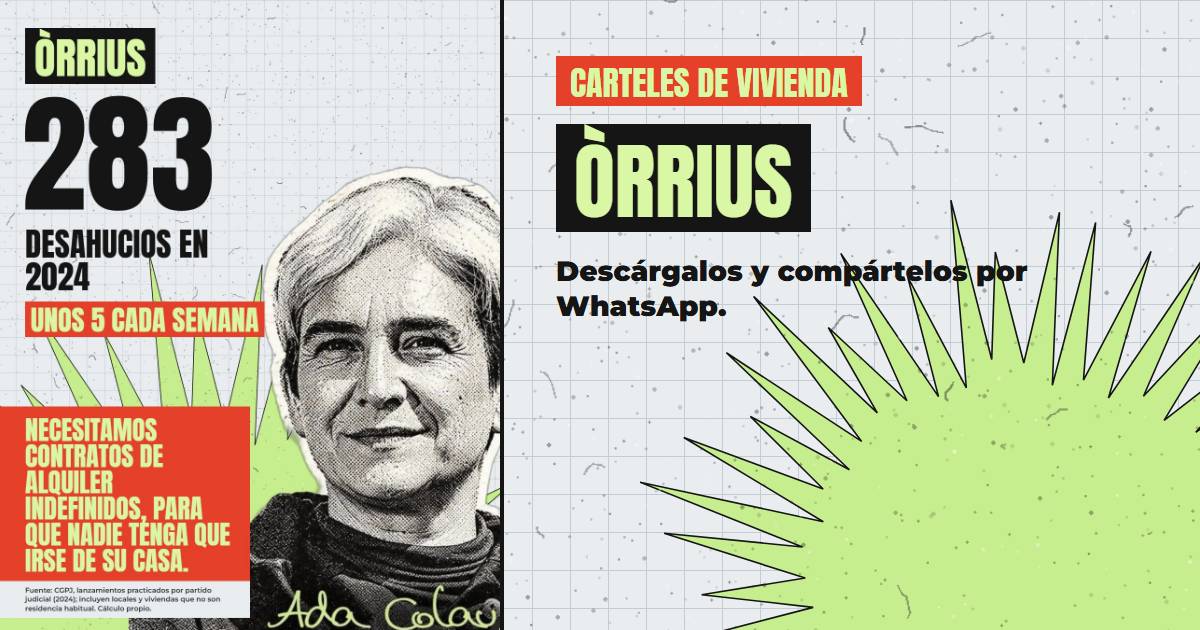 ÒRRIUS
283
DESAHUCIOS EN
2024
UNOS 5 CADA SEMANA
NECESITAMOS
CONTRATOS DE
ALQUILER
INDEFINIDOS, PARA
QUE NADIE TENGA QUE
IRSE DE SU CASA.
Fuente: CGPJ, lanzamientos practicados por partido
judicial (2024); incluyen locales y viviendas que no son
residencia habitual. Cálculo propio.
Ada Colau
CARTELES DE VIVIENDA
ÒRRIUS
Descárgalos y compártelos por
WhatsApp.